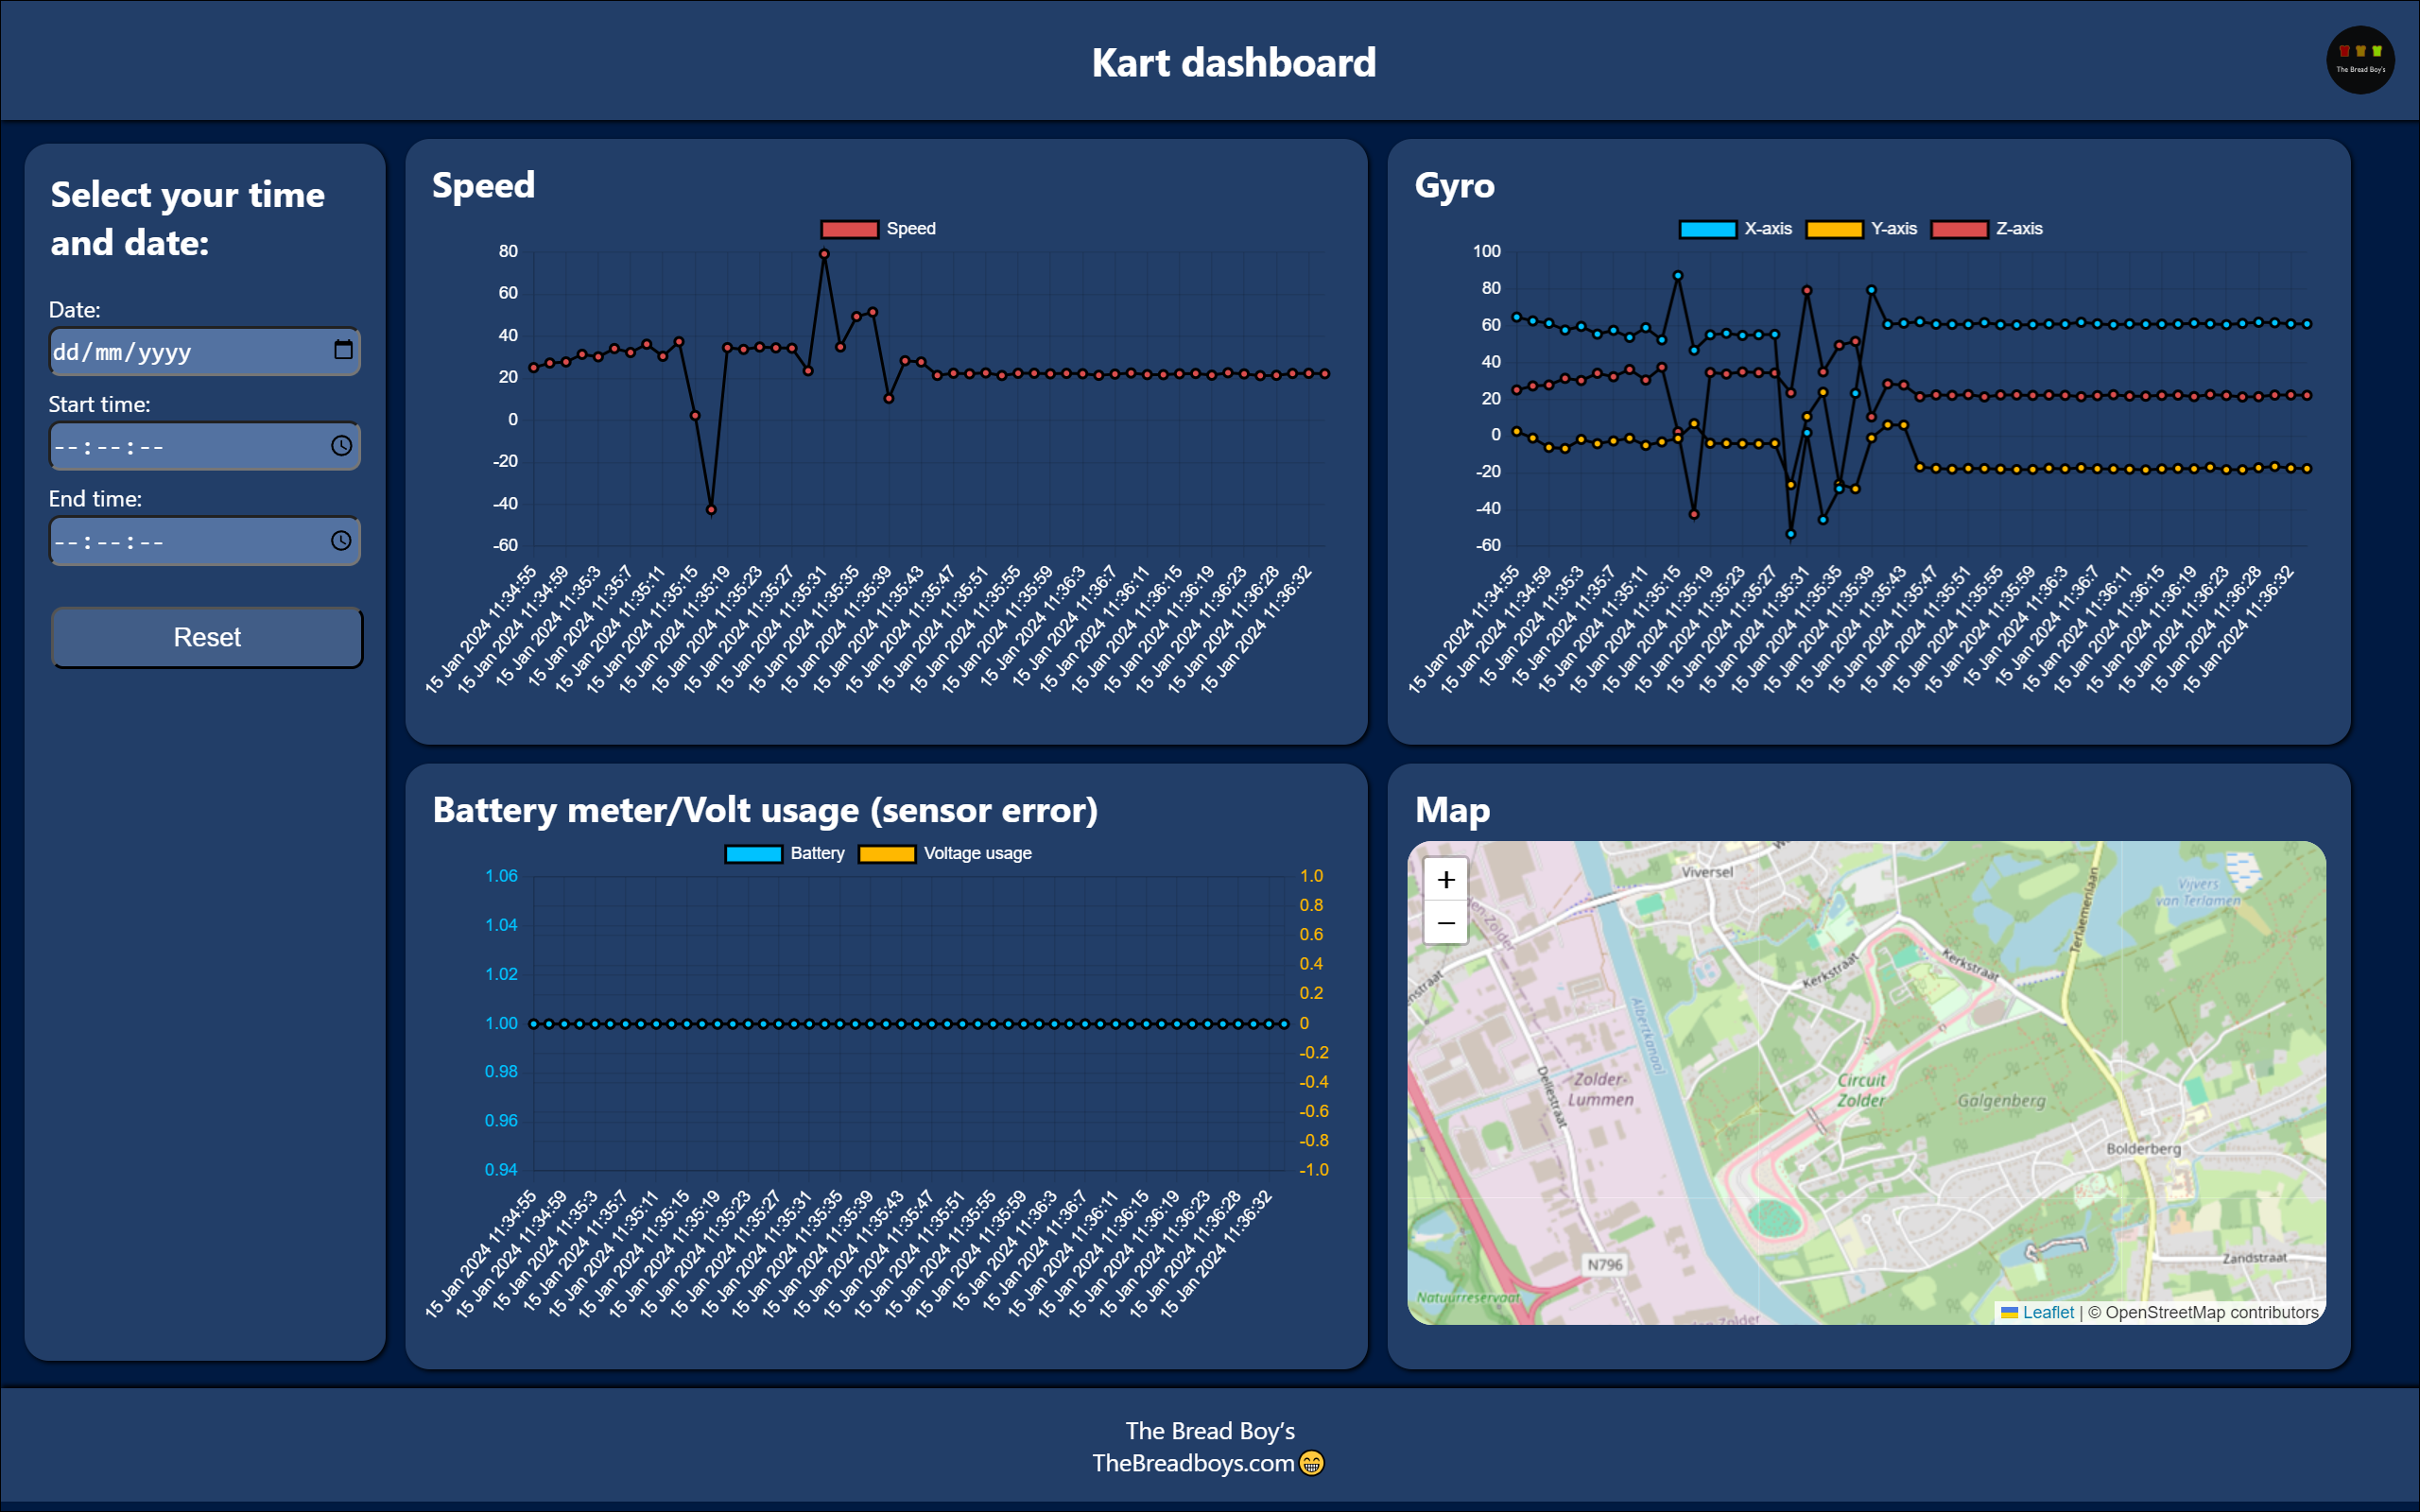 Kart dashboard
The Bread Boy's
Select your time
and date:
Date:
dd/mm/yyyy
Start time:
--:--:--
End time:
--:--:--
Reset
Speed
Speed
80
60
40
20
0
-20
-40
-60
15 Jan 2024 11:34:55
15 Jan 2024 11:34:59
15 Jan 2024 11:35:3
15 Jan 2024 11:35:7
15 Jan 2024 11:35:11
15 Jan 2024 11:35:15
15 Jan 2024 11:35:19
15 Jan 2024 11:35:23
15 Jan 2024 11:35:27
15 Jan 2024 11:35:31
15 Jan 2024 11:35:35
15 Jan 2024 11:35:39
15 Jan 2024 11:35:43
15 Jan 2024 11:35:47
15 Jan 2024 11:35:51
15 Jan 2024 11:35:55
15 Jan 2024 11:35:59
15 Jan 2024 11:36:3
15 Jan 2024 11:36:7
15 Jan 2024 11:36:11
15 Jan 2024 11:36:15
15 Jan 2024 11:36:19
15 Jan 2024 11:36:23
15 Jan 2024 11:36:28
15 Jan 2024 11:36:32
Gyro
X-axis Y-axis Z-axis
100
80
60
40
20
0
-20
-40
-60
15 Jan 2024 11:34:55
15 Jan 2024 11:34:59
15 Jan 2024 11:35:3
15 Jan 2024 11:35:7
15 Jan 2024 11:35:11
15 Jan 2024 11:35:15
15 Jan 2024 11:35:19
15 Jan 2024 11:35:23
15 Jan 2024 11:35:27
15 Jan 2024 11:35:31
15 Jan 2024 11:35:35
15 Jan 2024 11:35:39
15 Jan 2024 11:35:43
15 Jan 2024 11:35:47
15 Jan 2024 11:35:51
15 Jan 2024 11:35:55
15 Jan 2024 11:35:59
15 Jan 2024 11:36:3
15 Jan 2024 11:36:7
15 Jan 2024 11:36:11
15 Jan 2024 11:36:15
15 Jan 2024 11:36:19
15 Jan 2024 11:36:23
15 Jan 2024 11:36:28
15 Jan 2024 11:36:32
Battery meter/Volt usage (sensor error)
Battery Voltage usage
1.06
1.04
1.02
1.00
0.98
0.96
0.94
1.0
0.8
0.6
0.4
0.2
0
-0.2
-0.4
-0.6
-0.8
-1.0
15 Jan 2024 11:34:55
15 Jan 2024 11:34:59
15 Jan 2024 11:35:3
15 Jan 2024 11:35:7
15 Jan 2024 11:35:11
15 Jan 2024 11:35:15
15 Jan 2024 11:35:19
15 Jan 2024 11:35:23
15 Jan 2024 11:35:27
15 Jan 2024 11:35:31
15 Jan 2024 11:35:35
15 Jan 2024 11:35:39
15 Jan 2024 11:35:43
15 Jan 2024 11:35:47
15 Jan 2024 11:35:51
15 Jan 2024 11:35:55
15 Jan 2024 11:35:59
15 Jan 2024 11:36:3
15 Jan 2024 11:36:7
15 Jan 2024 11:36:11
15 Jan 2024 11:36:15
15 Jan 2024 11:36:19
15 Jan 2024 11:36:23
15 Jan 2024 11:36:28
15 Jan 2024 11:36:32
Map
+
−
Viversel
Vijvers
van Terlamen
Terlaemenlaan
Kerkstraat
Kerkstraat
Albertkanaal
Dellestraat
Zolder-
Lummen
Circuit
Zolder
Galgenberg
Bolderberg
N796
Zandstraat
Natuurreservaat
Leaflet | © OpenStreetMap contributors
The Bread Boy’s
TheBreadboys.com😁